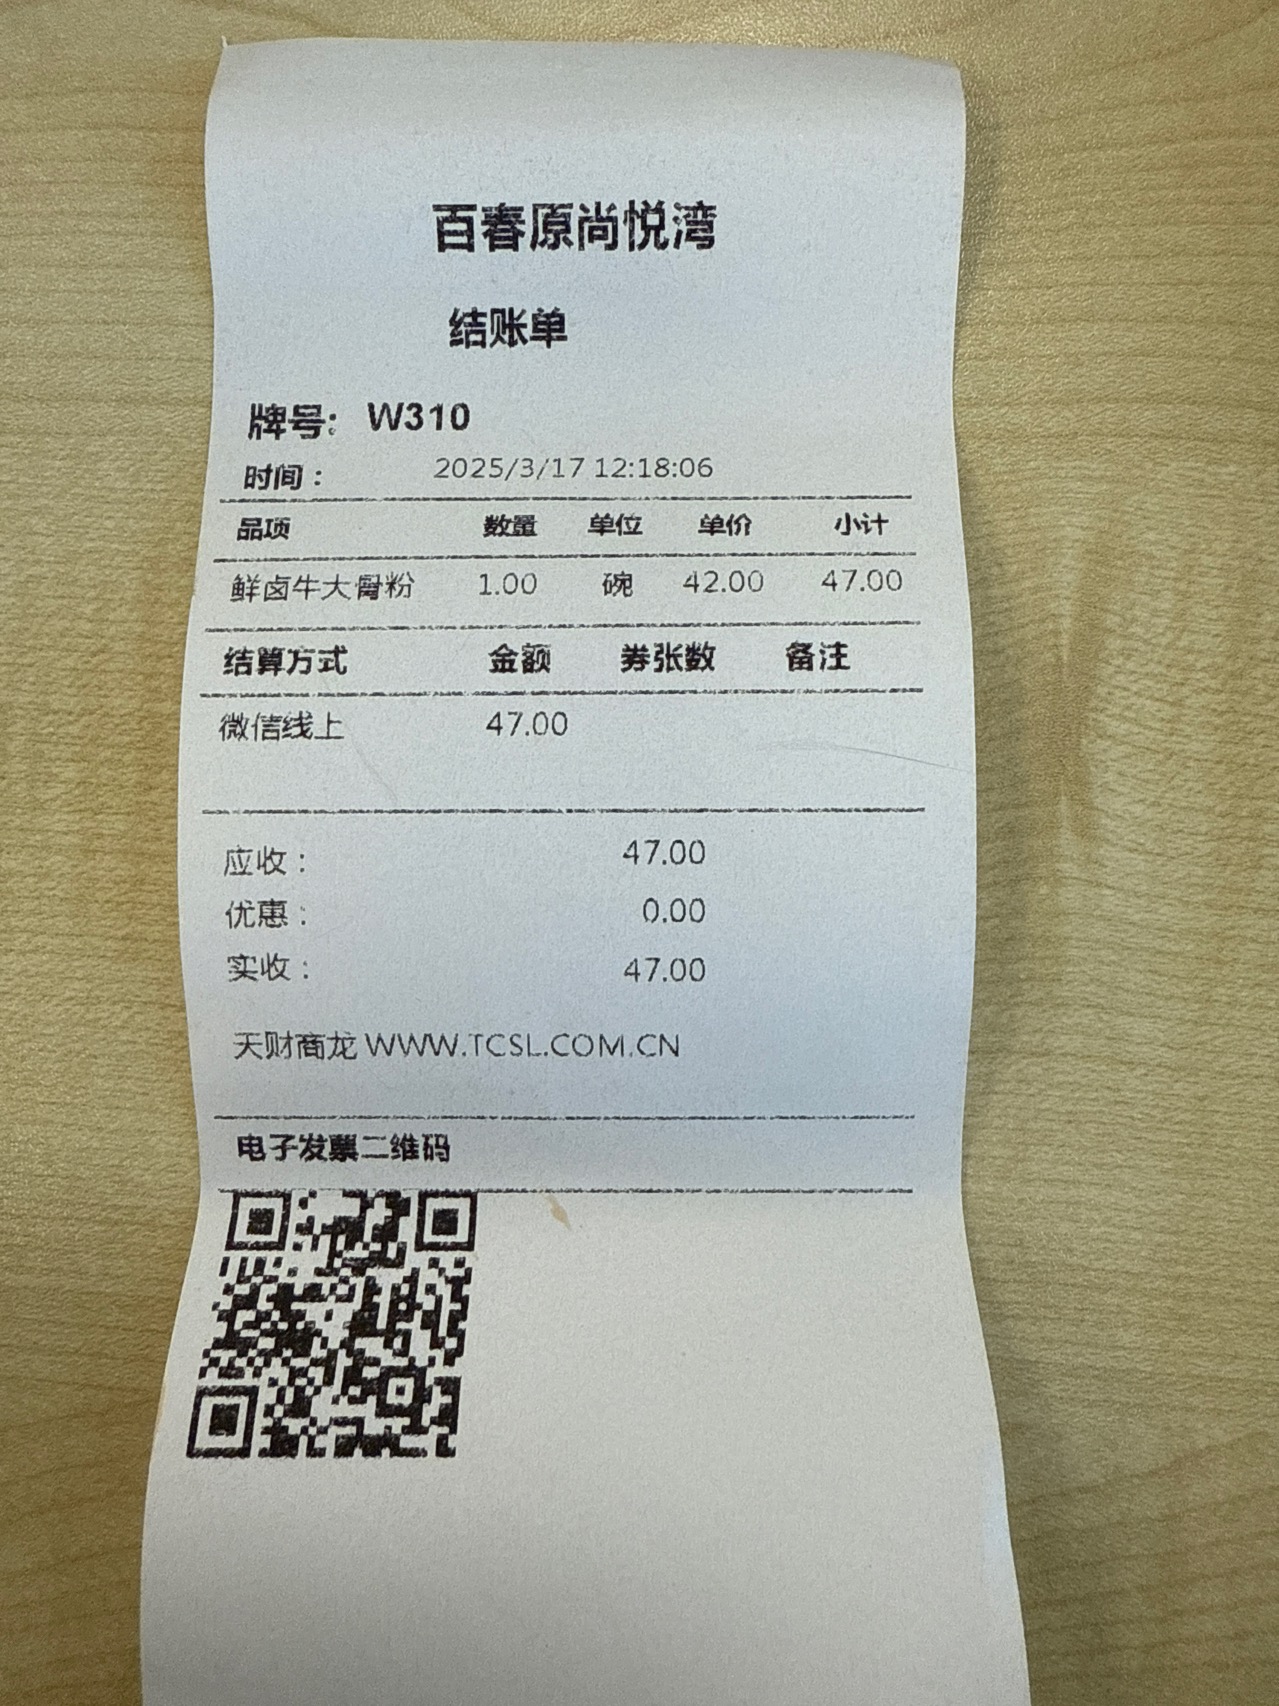 百春原尚悦湾
结账单
牌号: W310
时间: 2025/3/17 12:18:06
品项 数量 单位 单价 小计
鲜卤牛大骨粉 1.00 碗 42.00 47.00
结算方式 金额 券张数 备注
微信线上 47.00
应收: 47.00
优惠: 0.00
实收: 47.00
天财商龙 WWW.TCSL.COM.CN
电子发票二维码